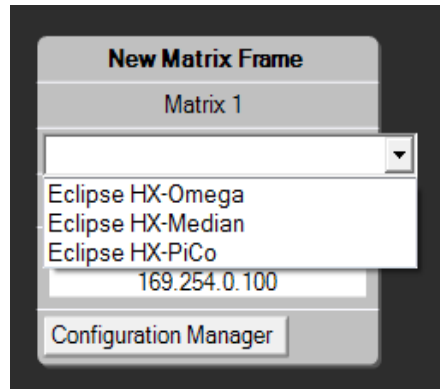 New Matrix Frame
Matrix 1
Eclipse HX-Omega
Eclipse HX-Median
Eclipse HX-PiCo
169.254.0.100
Configuration Manager